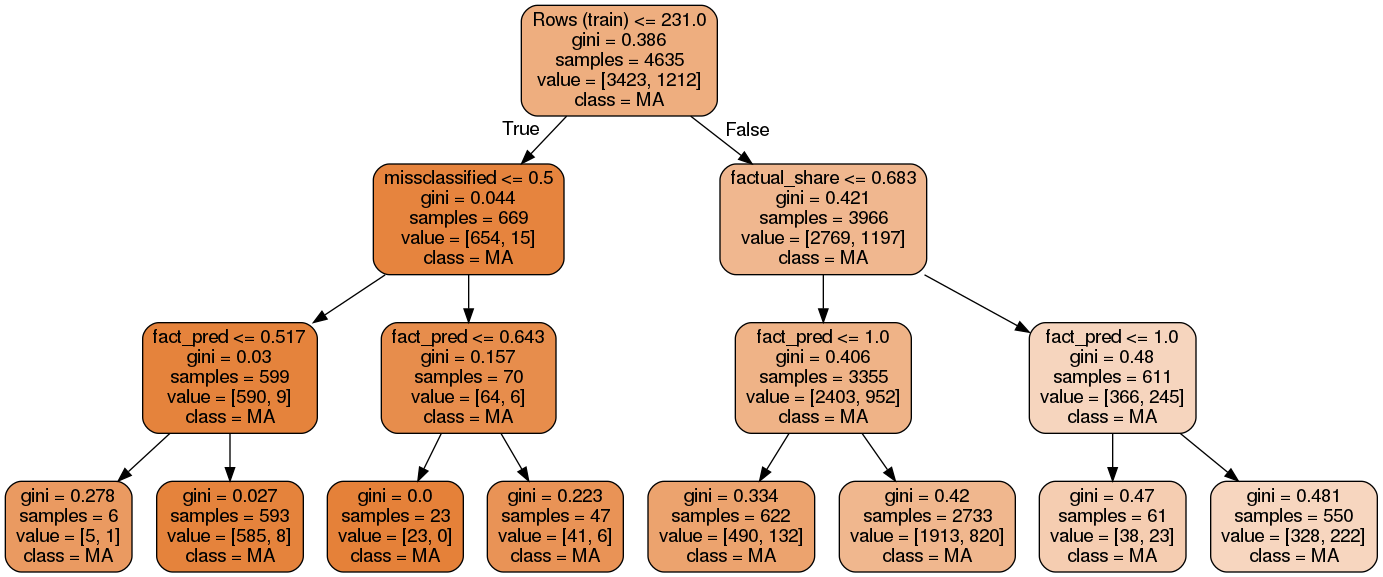 Rows (train) <= 231.0
gini = 0.386
samples = 4635
value = [3423, 1212]
class = MA
True
False
missclassified <= 0.5
gini = 0.044
samples = 669
value = [654, 15]
class = MA
factual_share <= 0.683
gini = 0.421
samples = 3966
value = [2769, 1197]
class = MA
fact_pred <= 0.517
gini = 0.03
samples = 599
value = [590, 9]
class = MA
fact_pred <= 0.643
gini = 0.157
samples = 70
value = [64, 6]
class = MA
fact_pred <= 1.0
gini = 0.406
samples = 3355
value = [2403, 952]
class = MA
fact_pred <= 1.0
gini = 0.48
samples = 611
value = [366, 245]
class = MA
gini = 0.278
samples = 6
value = [5, 1]
class = MA
gini = 0.027
samples = 593
value = [585, 8]
class = MA
gini = 0.0
samples = 23
value = [23, 0]
class = MA
gini = 0.223
samples = 47
value = [41, 6]
class = MA
gini = 0.334
samples = 622
value = [490, 132]
class = MA
gini = 0.42
samples = 2733
value = [1913, 820]
class = MA
gini = 0.47
samples = 61
value = [38, 23]
class = MA
gini = 0.481
samples = 550
value = [328, 222]
class = MA